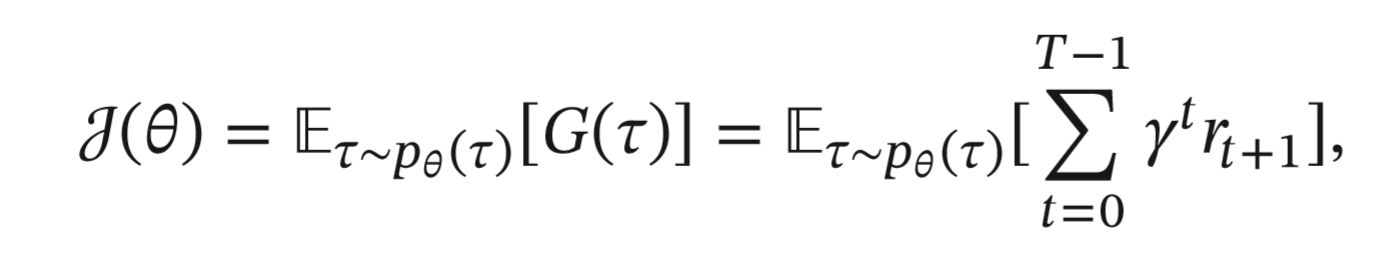 𝒥(θ) = 𝔼_{τ∼p_θ(τ)}[G(τ)] = 𝔼_{τ∼p_θ(τ)}[∑_{t=0}^{T−1} γ^t r_{t+1}],